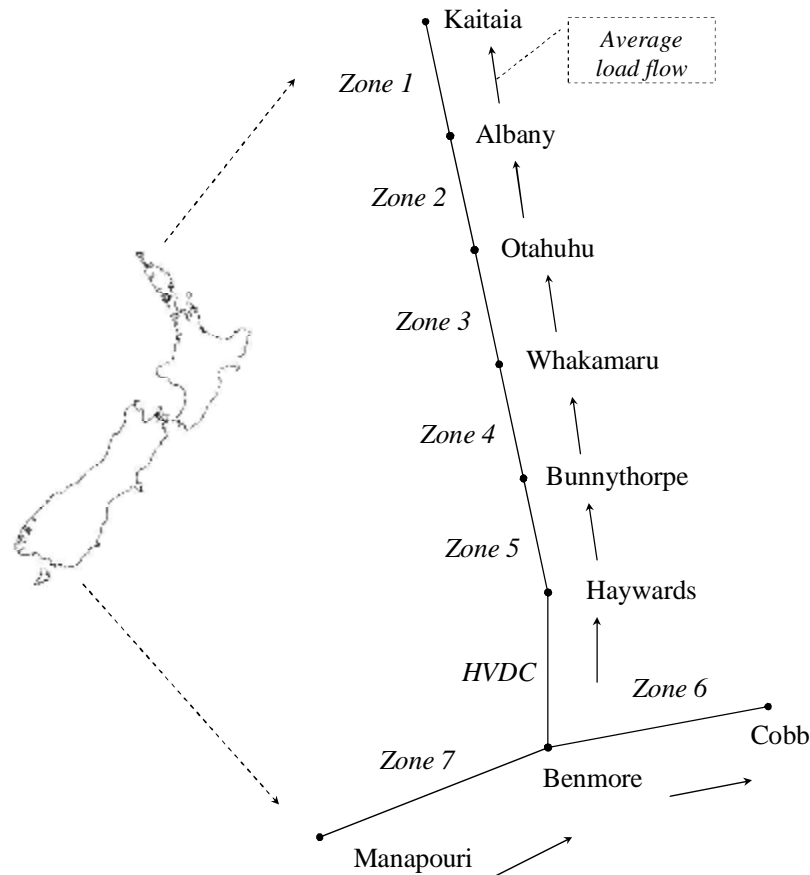 Kaitaia
Average
load flow
Zone 1
Albany
Zone 2
Otahuhu
Zone 3
Whakamaru
Zone 4
Bunnythorpe
Zone 5
Haywards
HVDC
Zone 6
Cobb
Zone 7
Benmore
Manapouri